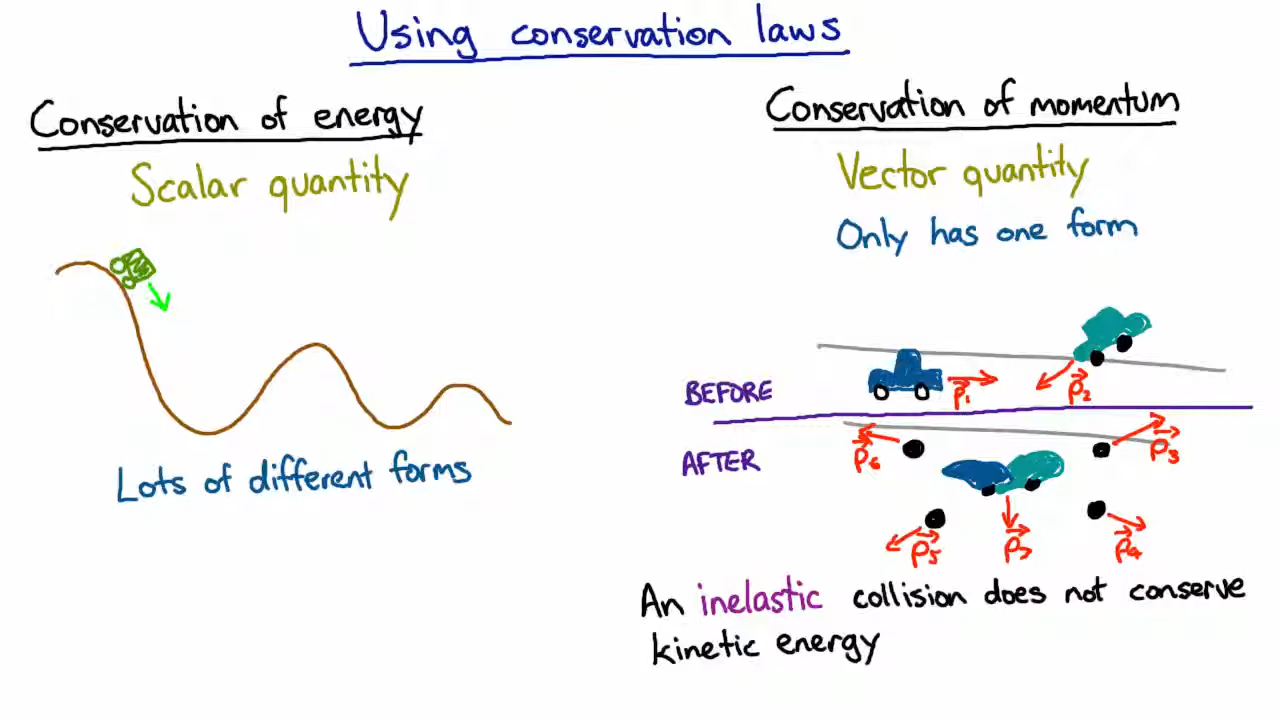 Using conservation laws
Conservation of energy
Scalar quantity
Lots of different forms
Conservation of momentum
Vector quantity
Only has one form
BEFORE
P₁
P₂
AFTER
P₆
P₃
P₅
P₃
P₄
An inelastic collision does not conserve
kinetic energy